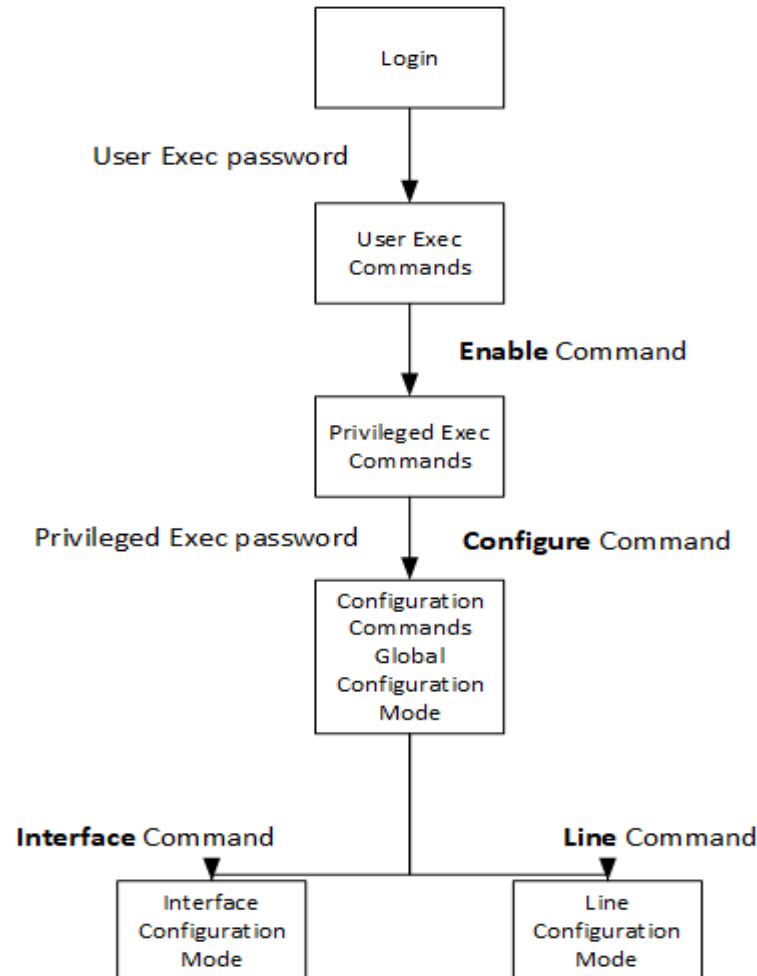 Login
User Exec password
User Exec
Commands
Enable Command
Privileged Exec
Commands
Privileged Exec password
Configure Command
Configuration
Commands
Global
Configuration
Mode
Interface Command
Line Command
Interface
Configuration
Mode
Line
Configuration
Mode